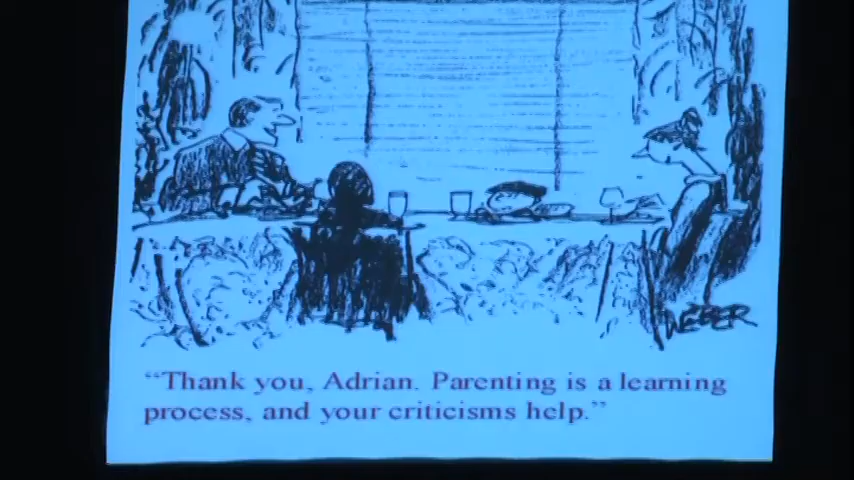 WEBER
“Thank you, Adrian. Parenting is a learning
process, and your criticisms help.”